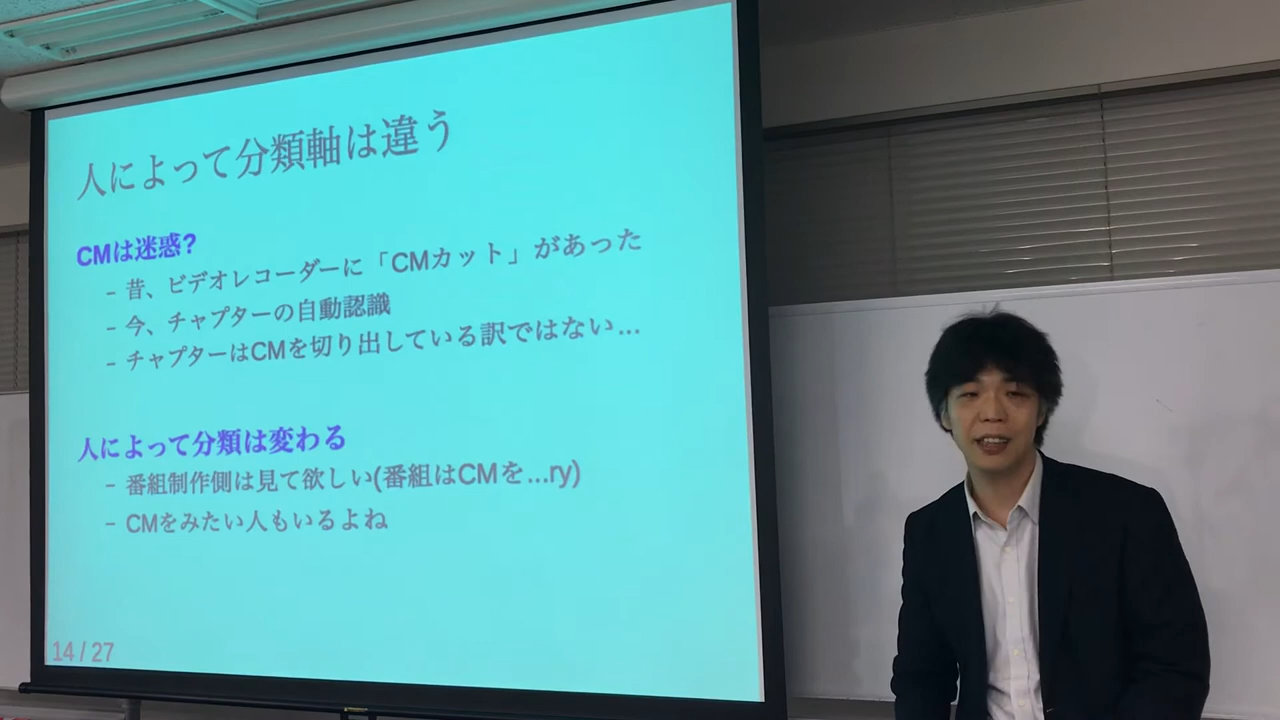 人によって分類軸は違う
CMは迷惑?
– 昔、ビデオレコーダーに「CMカット」があった
– 今、チャプターの自動認識
– チャプターはCMを切り出している訳ではない…
人によって分類は変わる
– 番組制作側は見て欲しい(番組はCMを…ry)
– CMをみたい人もいるよね
14 / 27